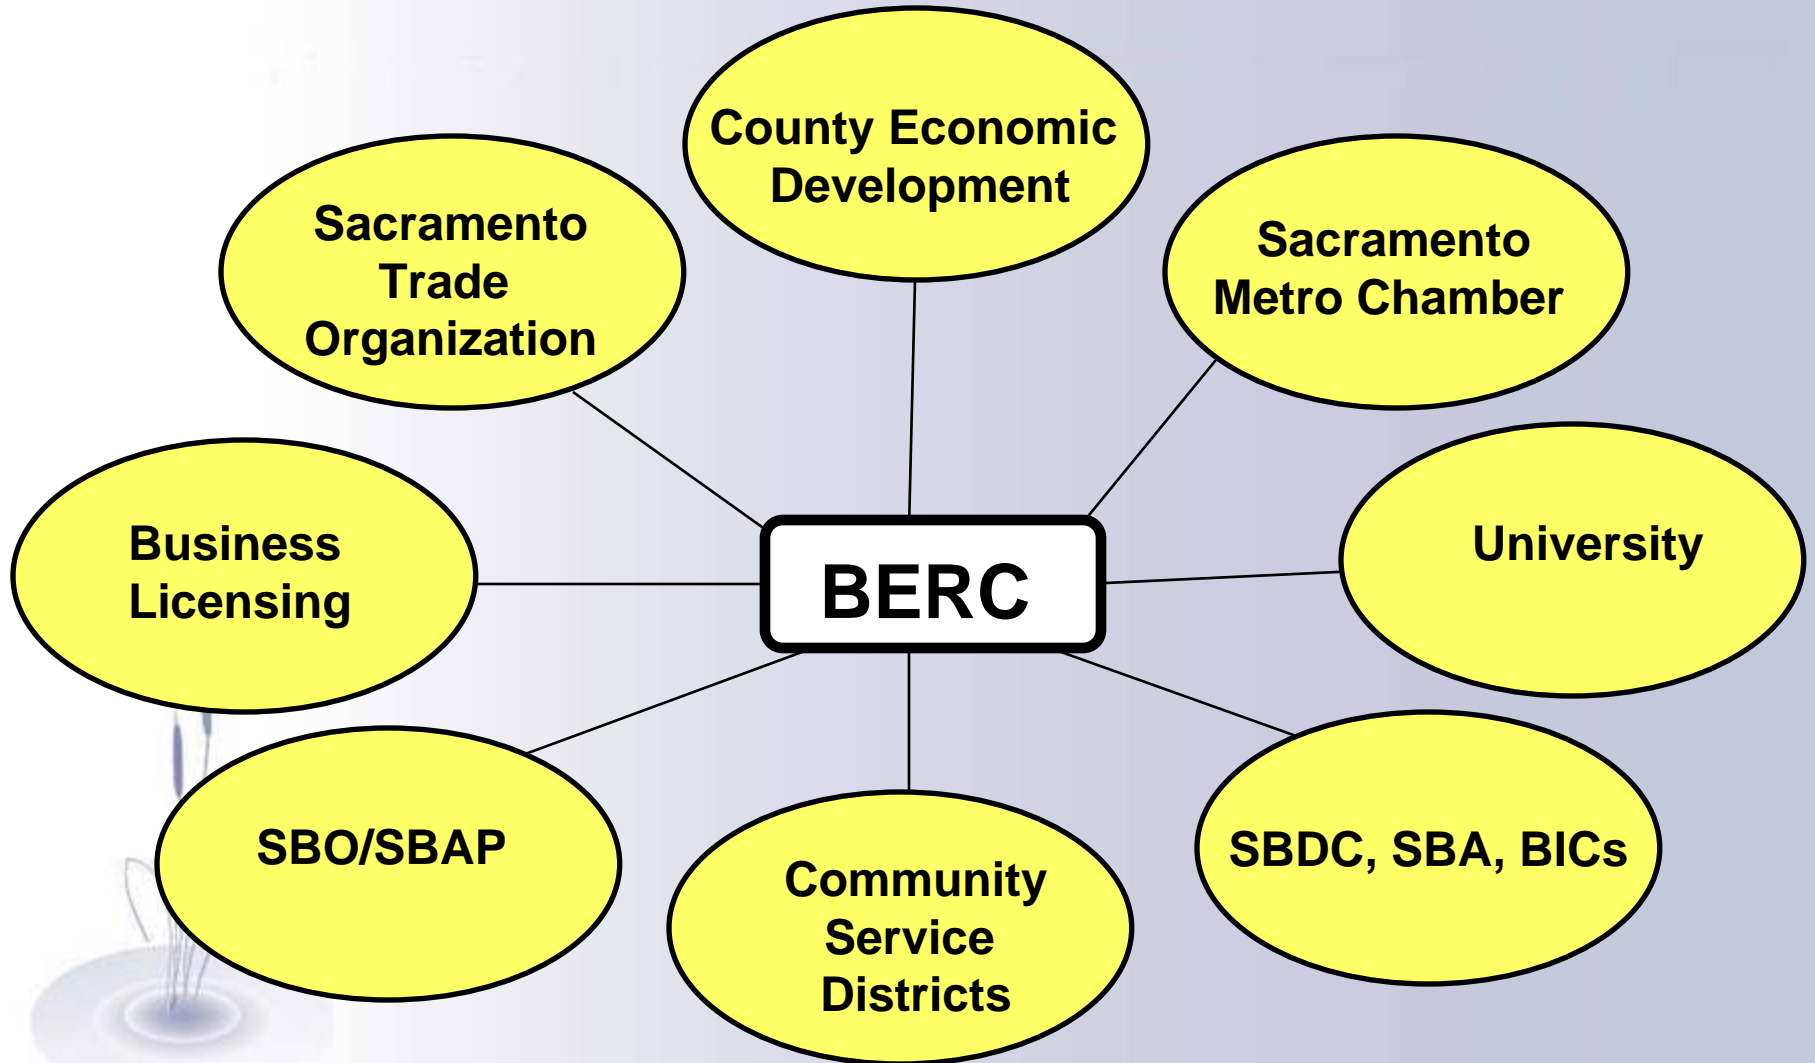 County Economic
Development
Sacramento
Trade
Organization
Sacramento
Metro Chamber
Business
Licensing
BERC
University
SBO/SBAP
Community
Service
Districts
SBDC, SBA, BICs